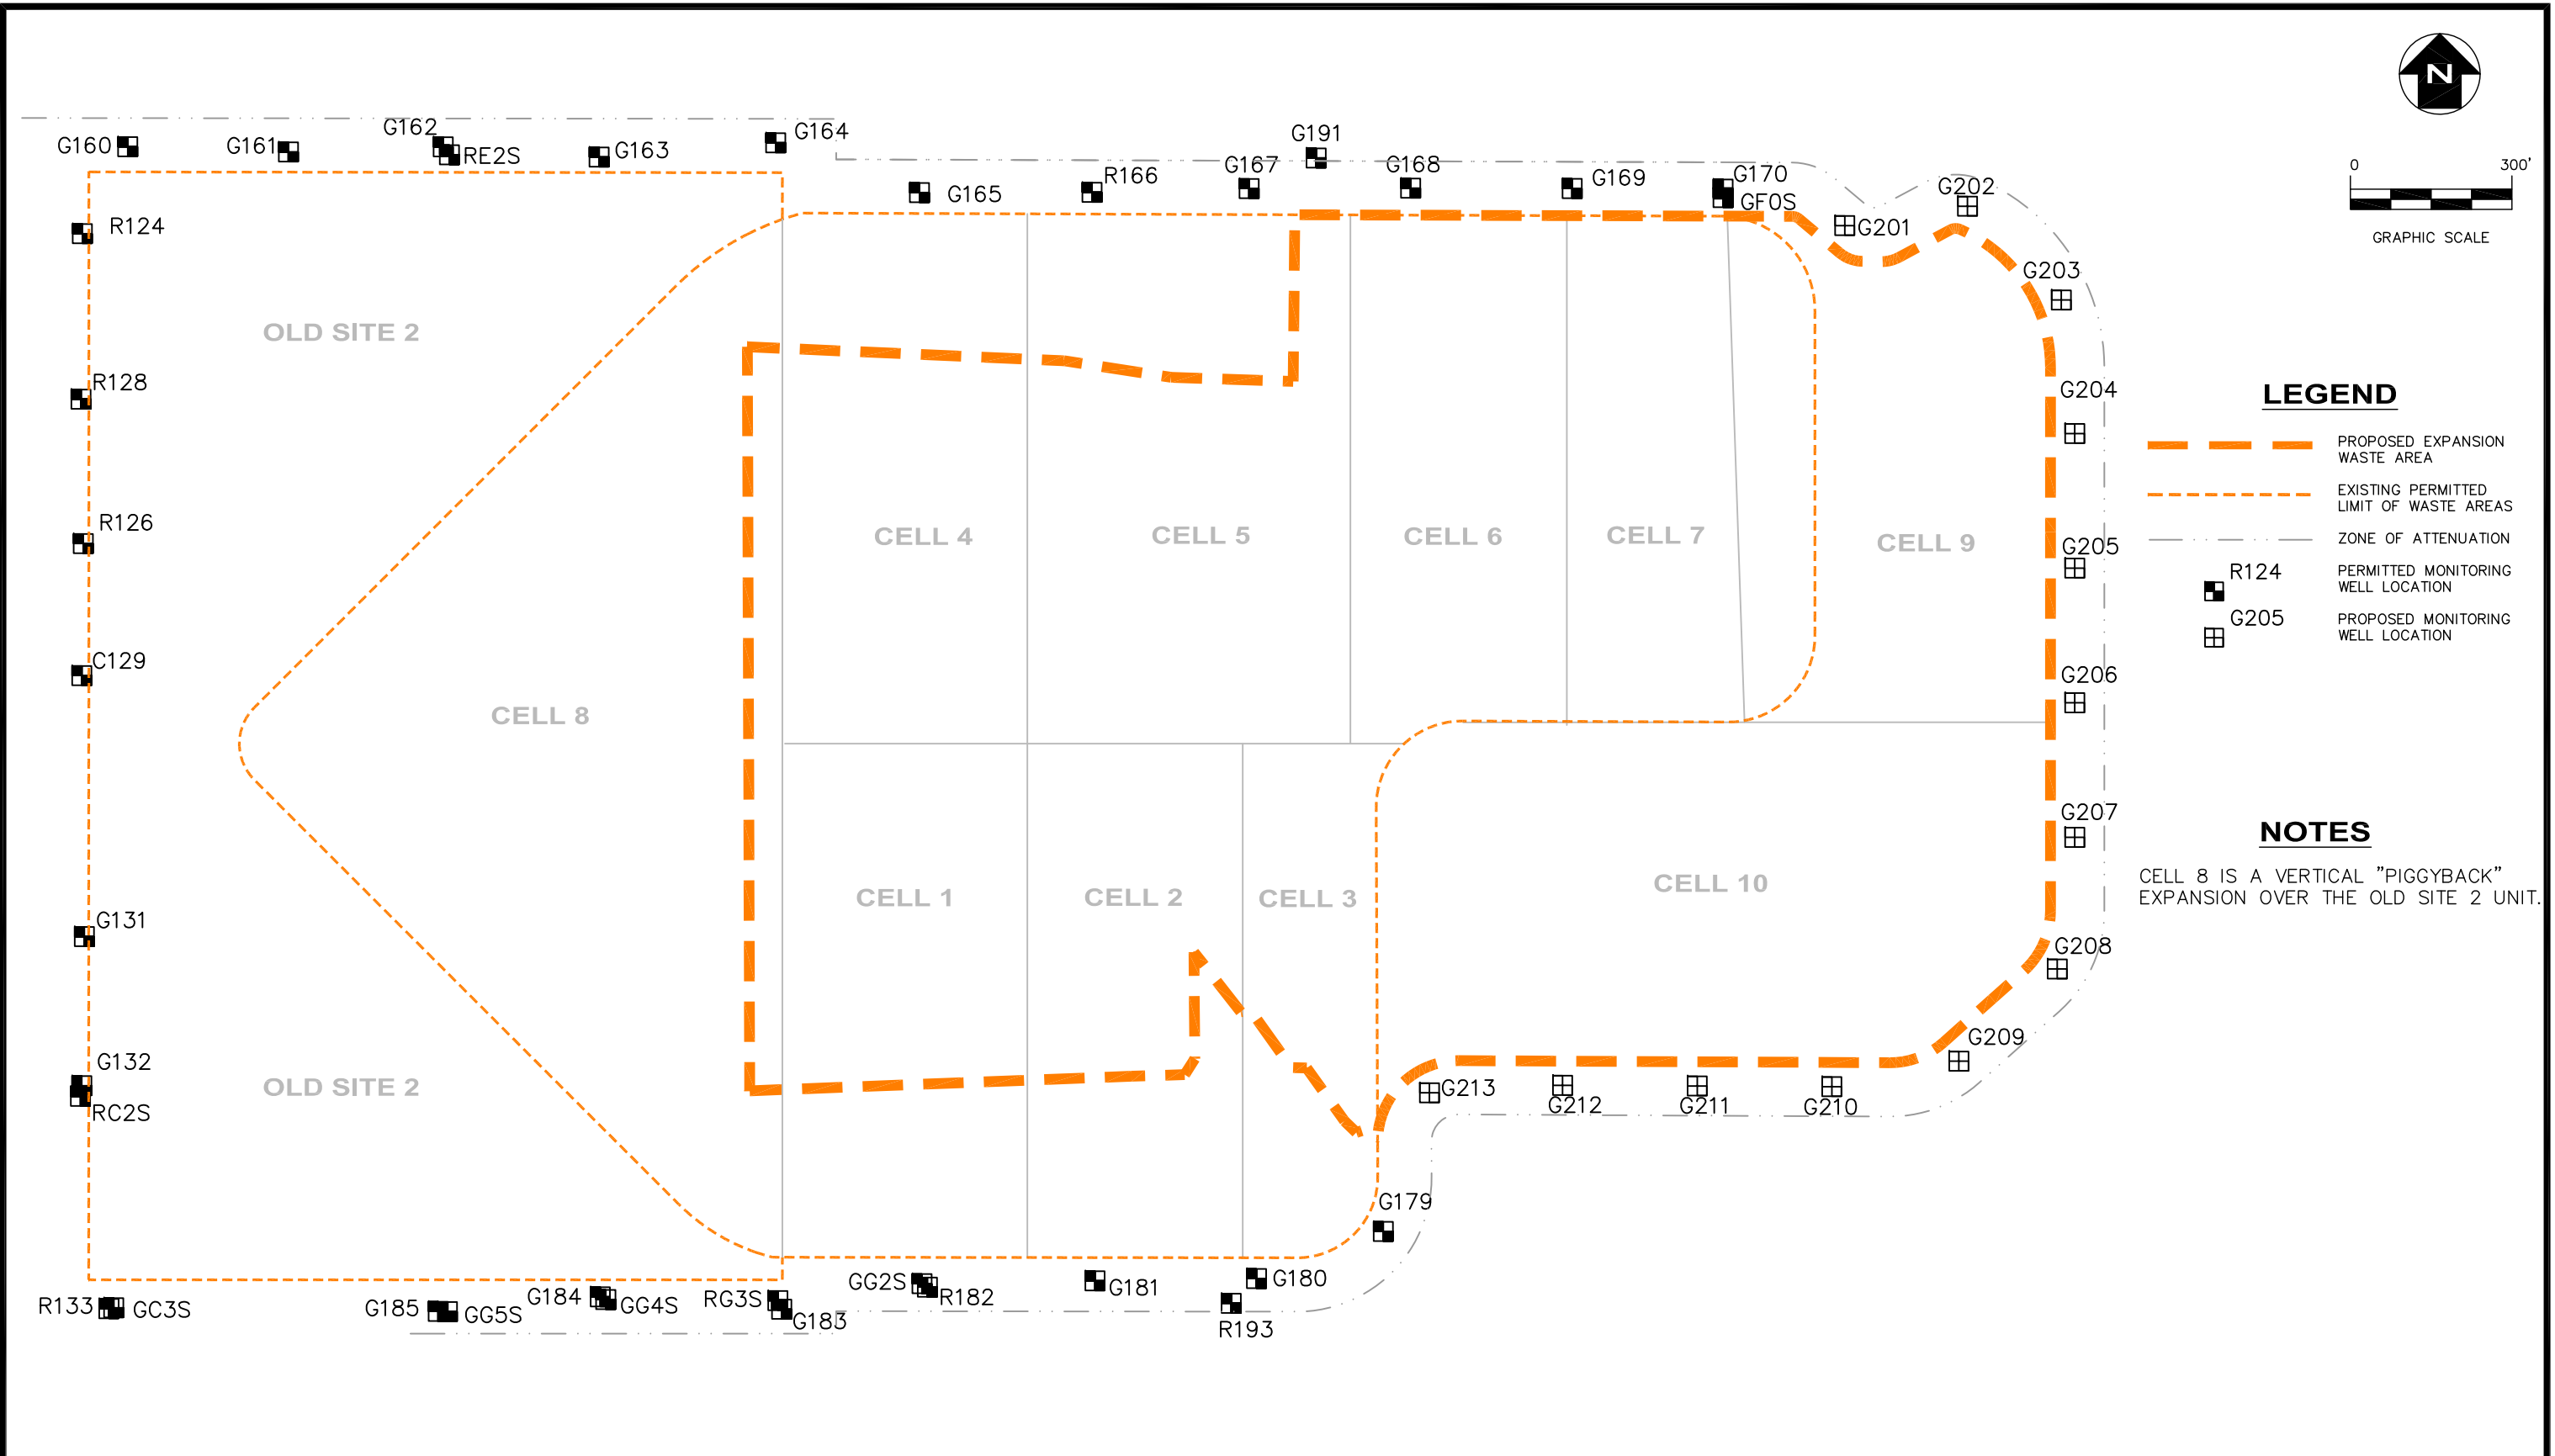 N
0 300'
GRAPHIC SCALE
G160
G161
G162
RE2S
G163
G164
G165
R166
G167
G191
G168
G169
G170
GF0S
G201
G202
G203
R124
OLD SITE 2
R128
G204
R126
CELL 4
CELL 5
CELL 6
CELL 7
CELL 9
G205
C129
CELL 8
G206
G207
CELL 1
CELL 2
CELL 3
CELL 10
G131
G208
G132
RC2S
OLD SITE 2
G209
G213
G212
G211
G210
G179
R133
GC3S
G185
GG5S
G184
GG4S
RG3S
G183
GG2S
R182
G181
G180
R193
LEGEND
PROPOSED EXPANSION
WASTE AREA
EXISTING PERMITTED
LIMIT OF WASTE AREAS
ZONE OF ATTENUATION
R124
PERMITTED MONITORING
WELL LOCATION
G205
PROPOSED MONITORING
WELL LOCATION
NOTES
CELL 8 IS A VERTICAL "PIGGYBACK"
EXPANSION OVER THE OLD SITE 2 UNIT.